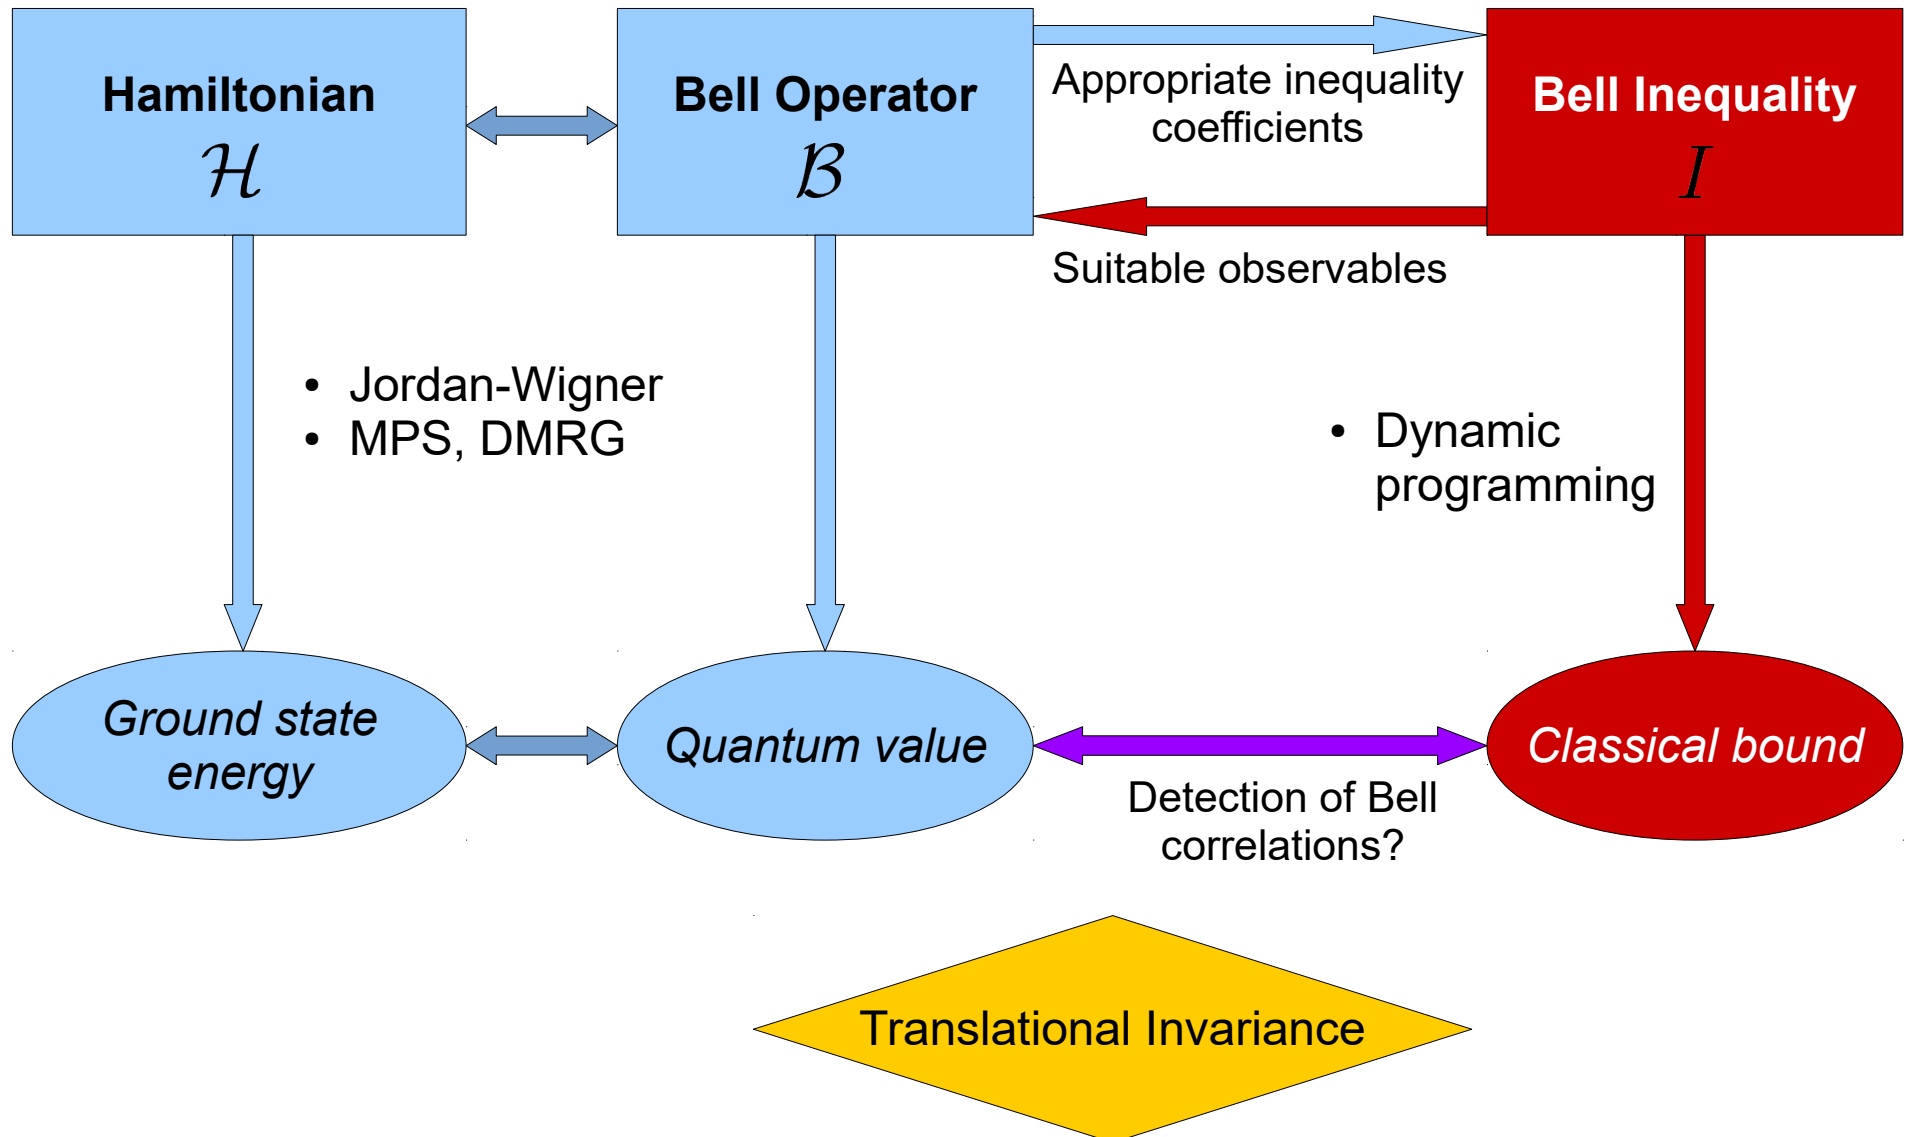 Hamiltonian
ℋ
Bell Operator
ℬ
Appropriate inequality
coefficients
Suitable observables
Bell Inequality
I
• Jordan-Wigner
• MPS, DMRG
• Dynamic
programming
Ground state
energy
Quantum value
Classical bound
Detection of Bell
correlations?
Translational Invariance